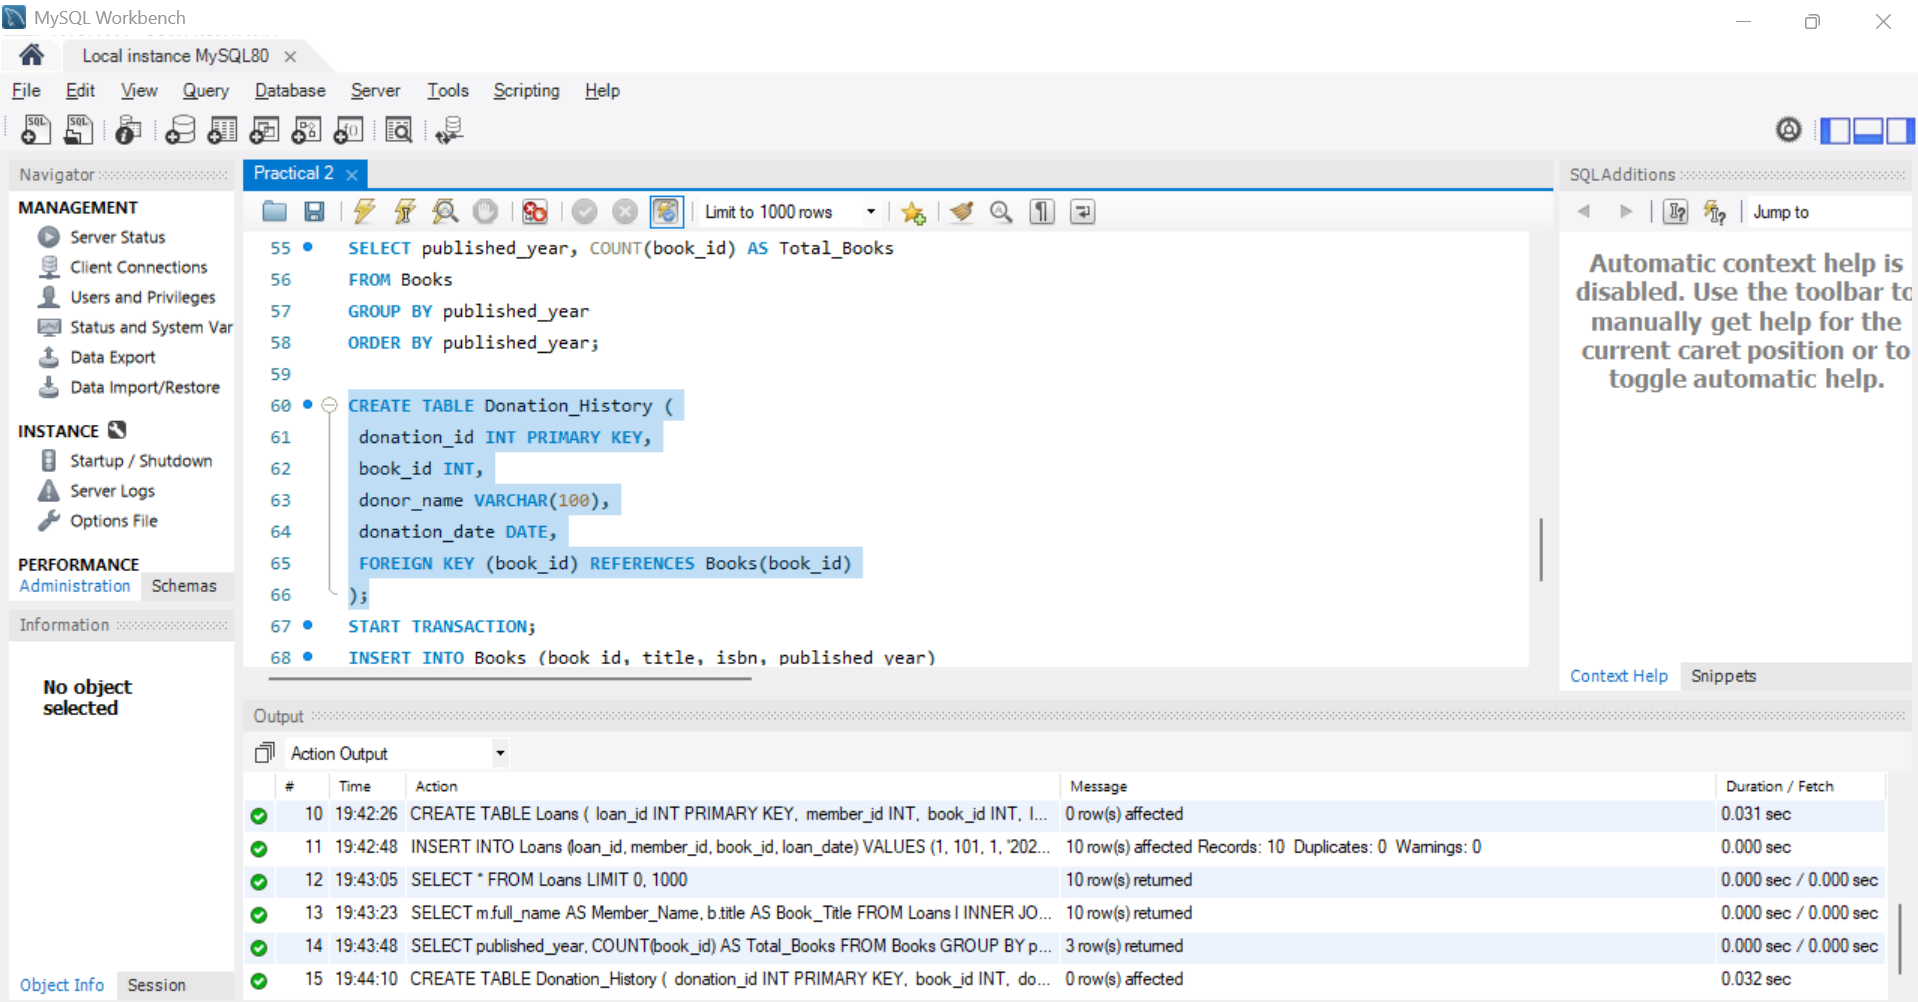 MySQL Workbench
Local instance MySQL80
File Edit View Query Database Server Tools Scripting Help
Navigator
MANAGEMENT
Server Status
Client Connections
Users and Privileges
Status and System Var
Data Export
Data Import/Restore
INSTANCE
Startup / Shutdown
Server Logs
Options File
PERFORMANCE
Administration Schemas
Information
No object
selected
Object Info Session
Practical 2
Limit to 1000 rows
55 SELECT published_year, COUNT(book_id) AS Total_Books
56 FROM Books
57 GROUP BY published_year
58 ORDER BY published_year;
59
60 CREATE TABLE Donation_History (
61 donation_id INT PRIMARY KEY,
62 book_id INT,
63 donor_name VARCHAR(100),
64 donation_date DATE,
65 FOREIGN KEY (book_id) REFERENCES Books(book_id)
66 );
67 START TRANSACTION;
68 INSERT INTO Books (book_id, title, isbn, published_year)
SQLAdditions
Jump to
Automatic context help is
disabled. Use the toolbar to
manually get help for the
current caret position or to
toggle automatic help.
Context Help Snippets
Output
Action Output
# Time Action Message Duration / Fetch
10 19:42:26 CREATE TABLE Loans ( loan_id INT PRIMARY KEY, member_id INT, book_id INT, l... 0 row(s) affected 0.031 sec
11 19:42:48 INSERT INTO Loans (loan_id, member_id, book_id, loan_date) VALUES (1, 101, 1, '202... 10 row(s) affected Records: 10 Duplicates: 0 Warnings: 0 0.000 sec
12 19:43:05 SELECT * FROM Loans LIMIT 0, 1000 10 row(s) returned 0.000 sec / 0.000 sec
13 19:43:23 SELECT m.full_name AS Member_Name, b.title AS Book_Title FROM Loans l INNER JO... 10 row(s) returned 0.000 sec / 0.000 sec
14 19:43:48 SELECT published_year, COUNT(book_id) AS Total_Books FROM Books GROUP BY p... 3 row(s) returned 0.000 sec / 0.000 sec
15 19:44:10 CREATE TABLE Donation_History ( donation_id INT PRIMARY KEY, book_id INT, do... 0 row(s) affected 0.032 sec